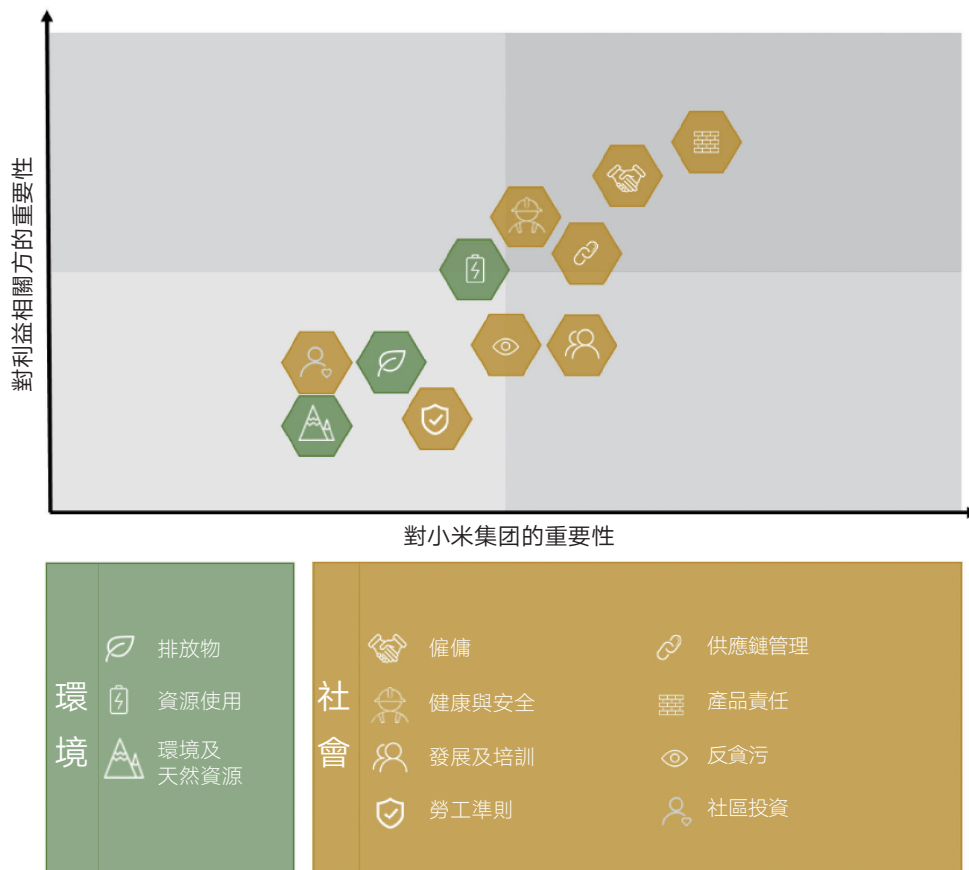 對利益相關方的重要性
對小米集团的重要性
環境
排放物
資源使用
環境及
天然資源
社會
僱傭
健康與安全
發展及培訓
勞工準則
供應鏈管理
產品責任
反貪污
社區投資